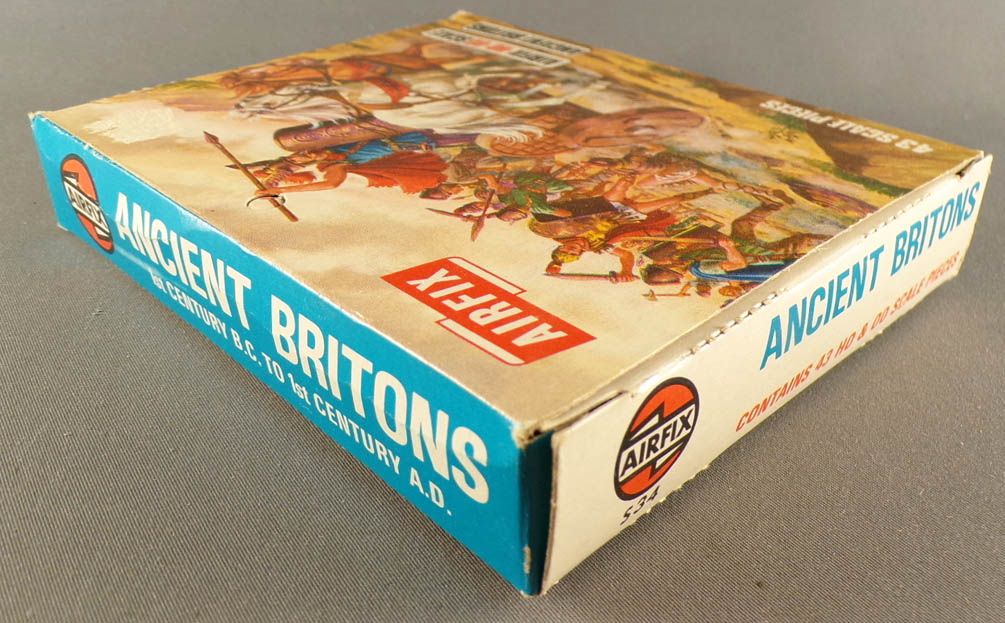 43 SCALE PIECES
AIRFIX
AIRFIX
ANCIENT BRITONS
1st CENTURY B.C. TO 1st CENTURY A.D.
ANCIENT BRITONS
CONTAINS 43 HO & OO SCALE PIECES
AIRFIX
S34